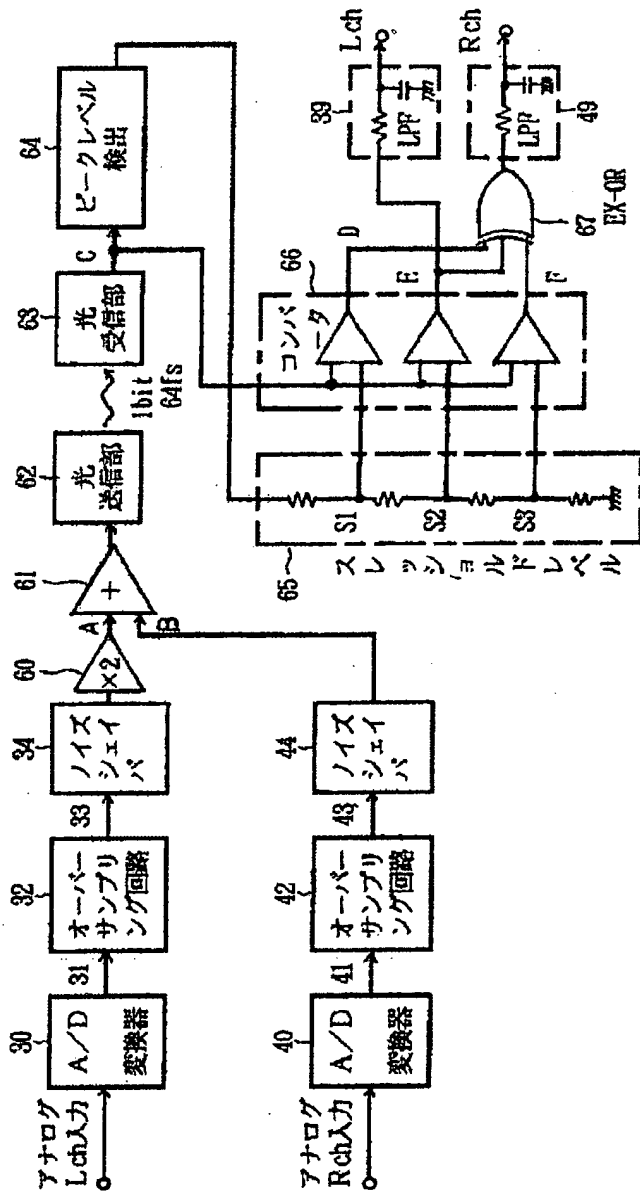 アナログ
Lch入力
30
A/D
変換器
31
32
オーバー
サンプリ
ング回路
33
34
ノイズ
シェイ
パ
60
×2
A
B
61
+
62
光
送信部
1bit
64fs
63
光
受信部
C
64
ピークレベル
検出
アナログ
Rch入力
40
A/D
変換器
41
42
オーバー
サンプリ
ング回路
43
44
ノイズ
シェイ
パ
65
スレッショルドレベル
S1
S2
S3
66
コンパ
レータ
D
E
F
67
EX-OR
39
LPF
Lch
49
LPF
Rch